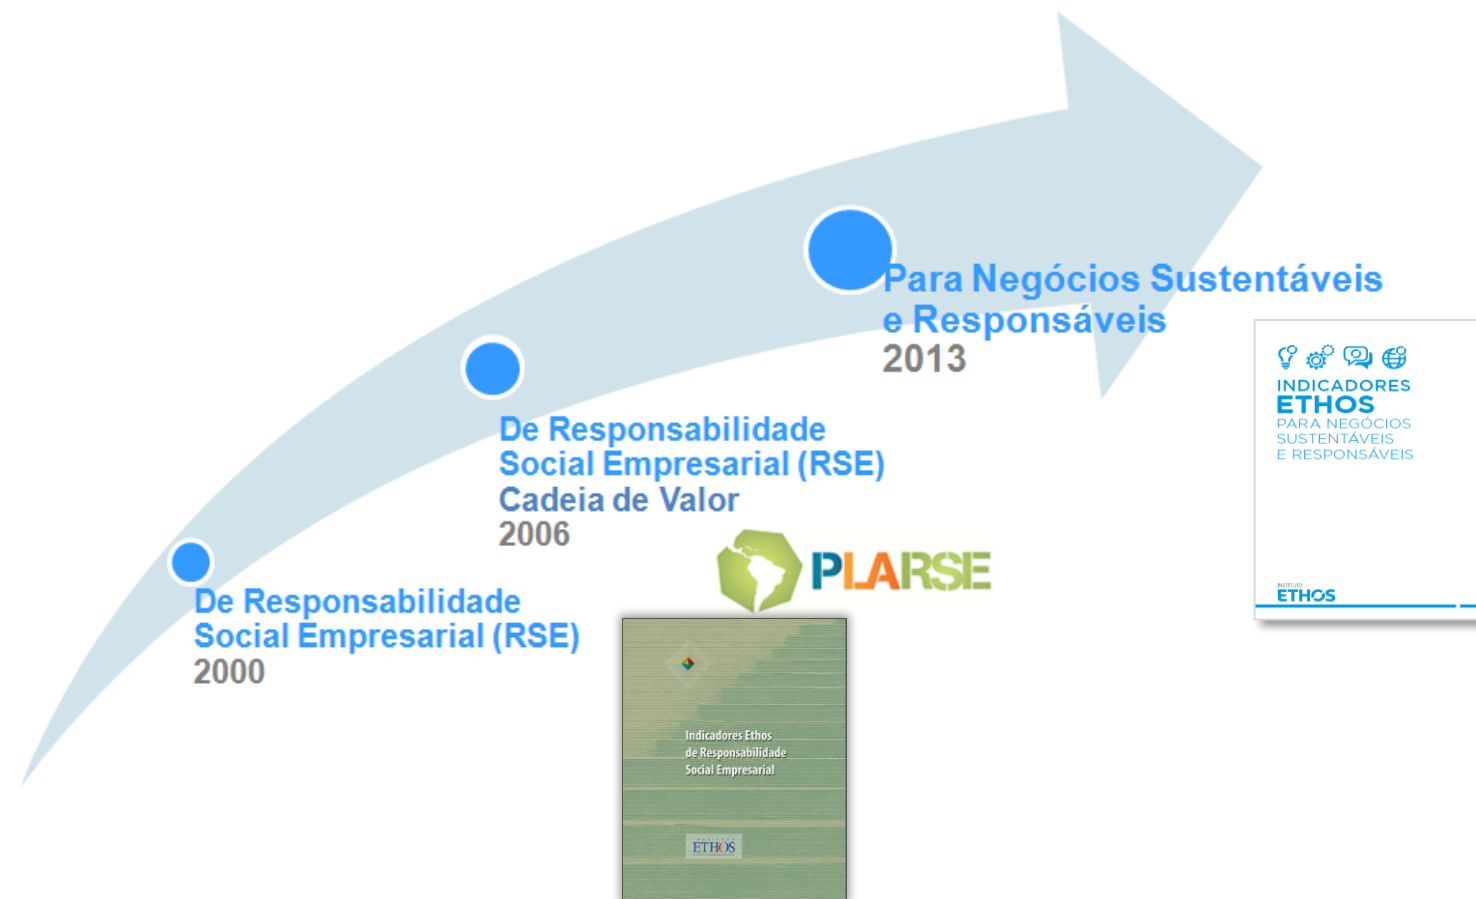 Para Negócios Sustentáveis
e Responsáveis
2013
De Responsabilidade
Social Empresarial (RSE)
Cadeia de Valor
2006
De Responsabilidade
Social Empresarial (RSE)
2000
PLARSE
Indicadores Ethos
de Responsabilidade
Social Empresarial
ETHOS
INDICADORES
ETHOS
PARA NEGÓCIOS
SUSTENTÁVEIS
E RESPONSÁVEIS
INSTITUTO
ETHOS